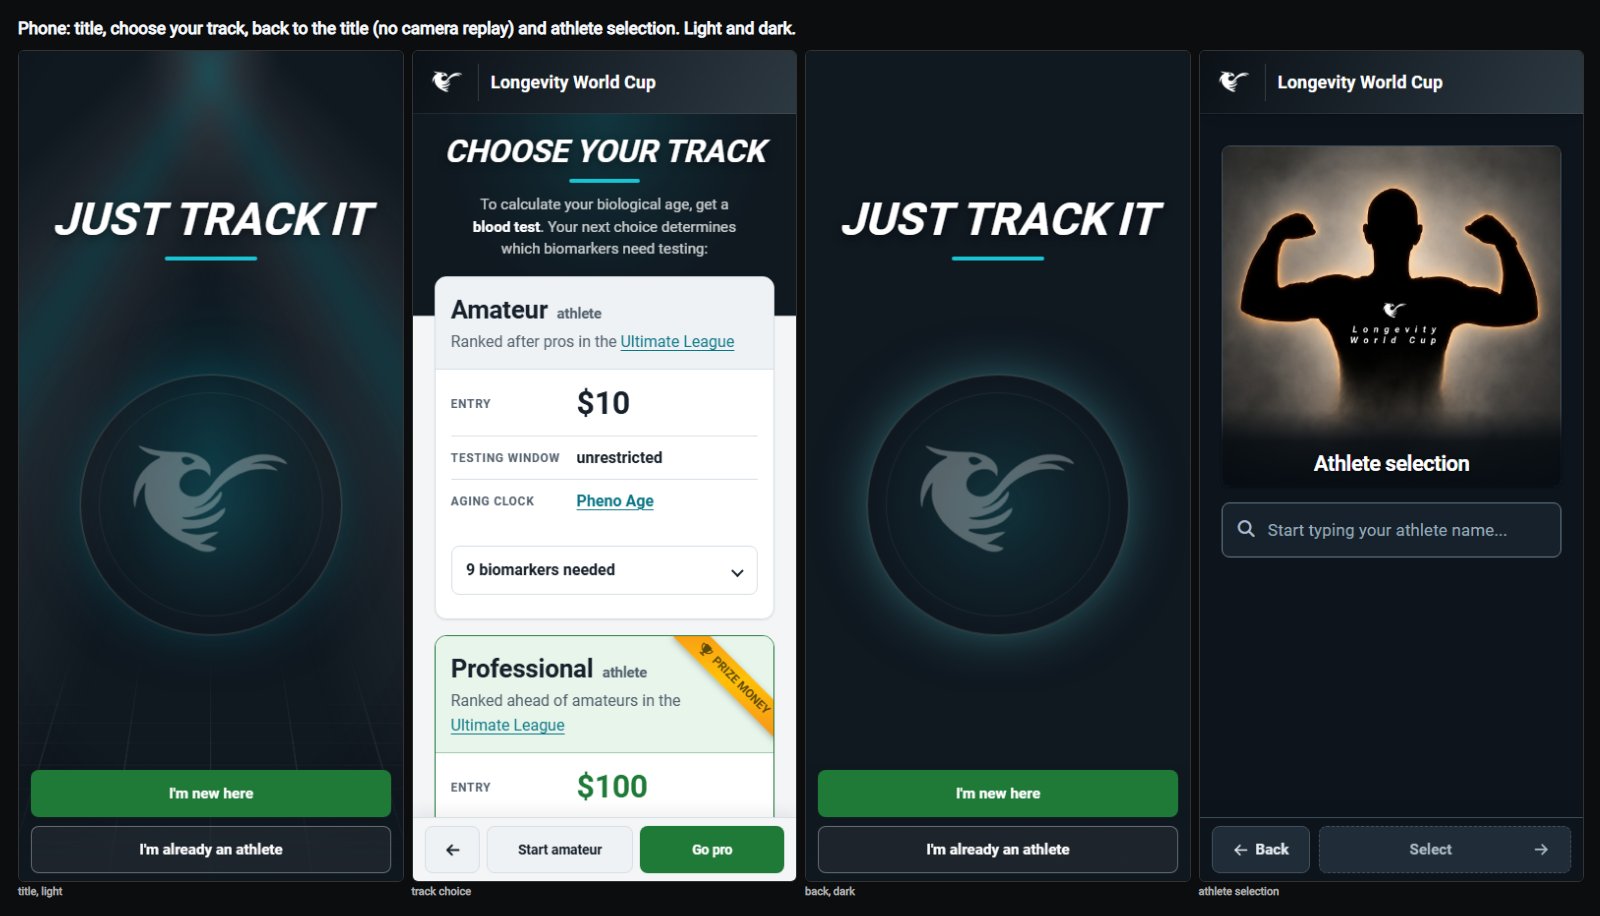 Phone: title, choose your track, back to the title (no camera replay) and athlete selection. Light and dark.
JUST TRACK IT
I'm new here
I'm already an athlete
title, light
Longevity World Cup
CHOOSE YOUR TRACK
To calculate your biological age, get a
blood test. Your next choice determines
which biomarkers need testing:
Amateur athlete
Ranked after pros in the Ultimate League
ENTRY $10
TESTING WINDOW unrestricted
AGING CLOCK Pheno Age
9 biomarkers needed
PRIZE MONEY
Professional athlete
Ranked ahead of amateurs in the
Ultimate League
ENTRY $100
Start amateur
Go pro
track choice
JUST TRACK IT
I'm new here
I'm already an athlete
back, dark
Longevity World Cup
Longevity
World Cup
Athlete selection
Start typing your athlete name...
Back
Select
athlete selection